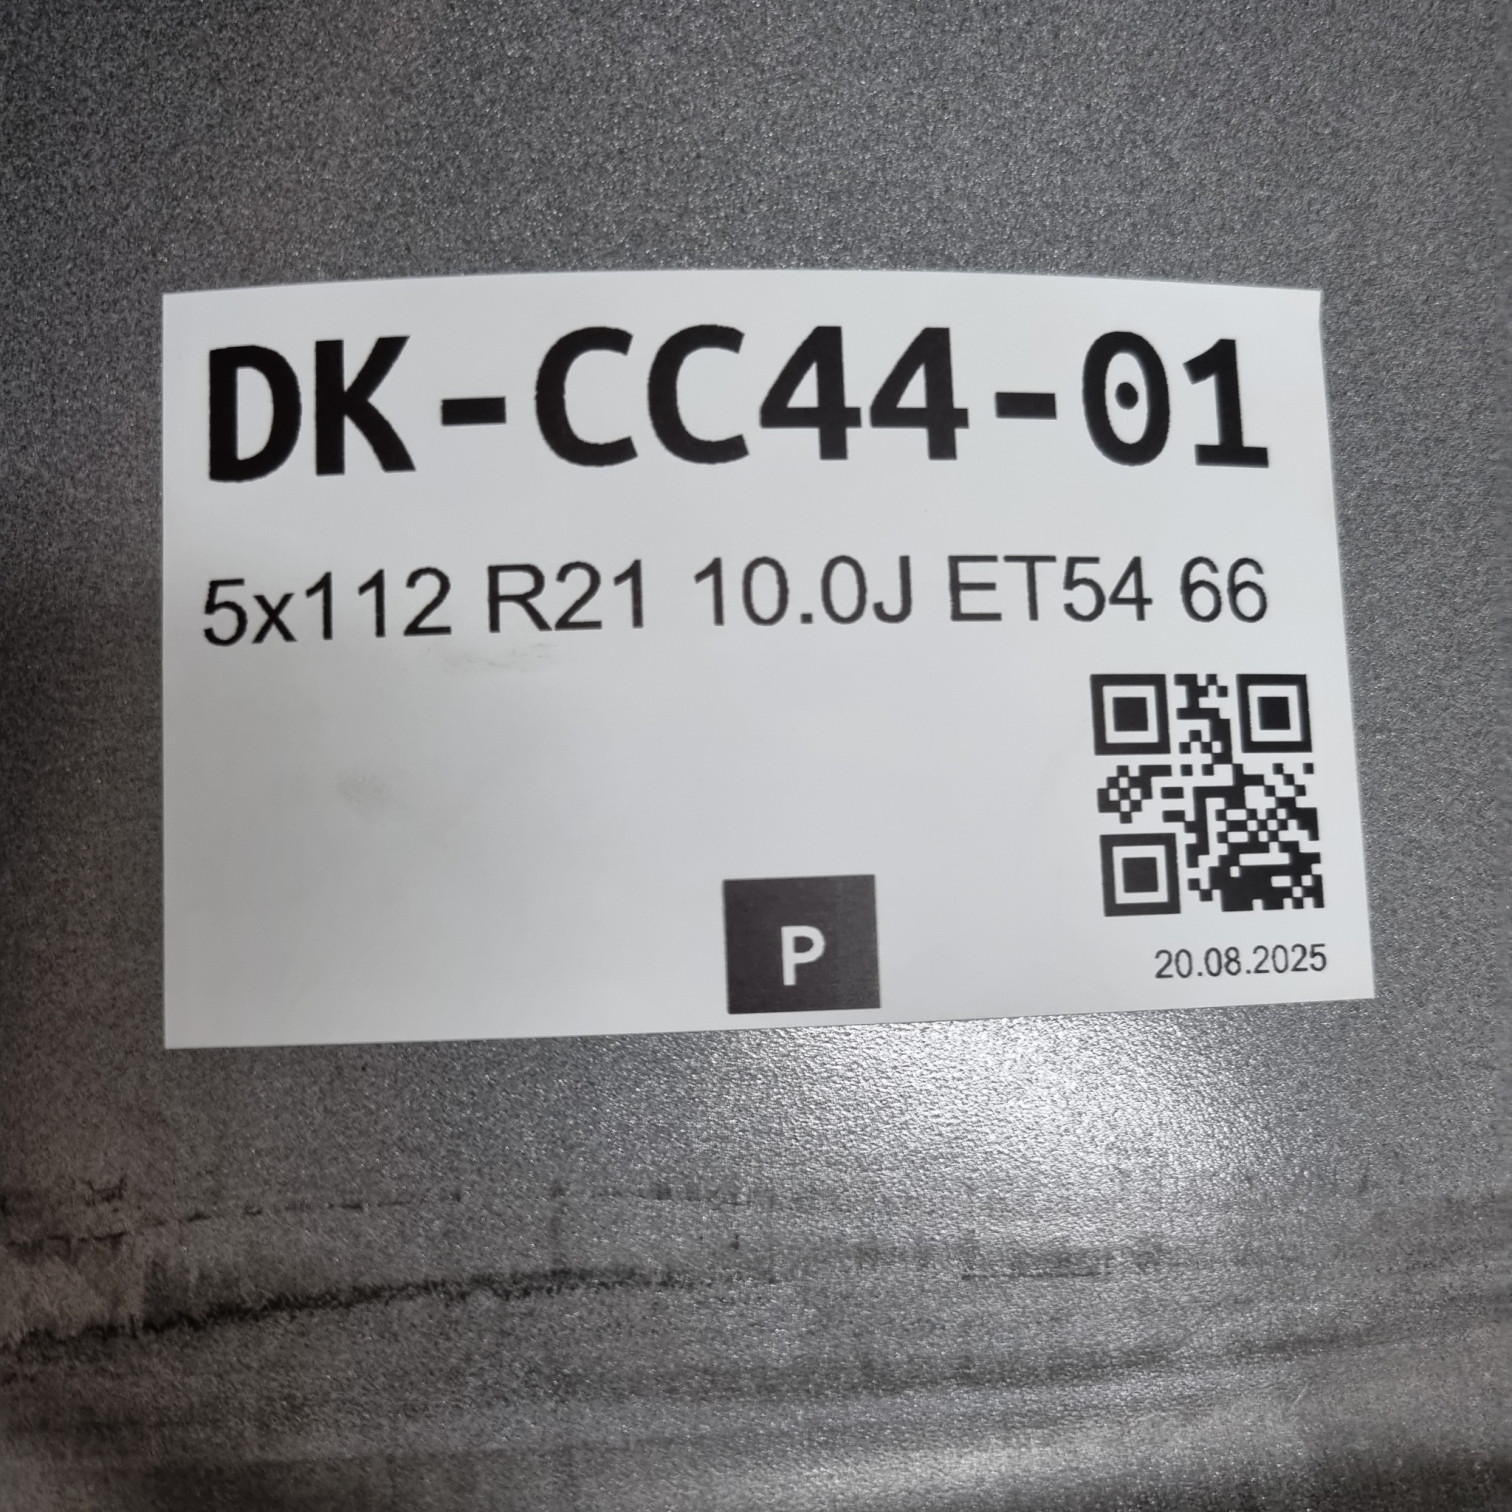 DK-CC44-01
5x112 R21 10.0J ET54 66
P
20.08.2025